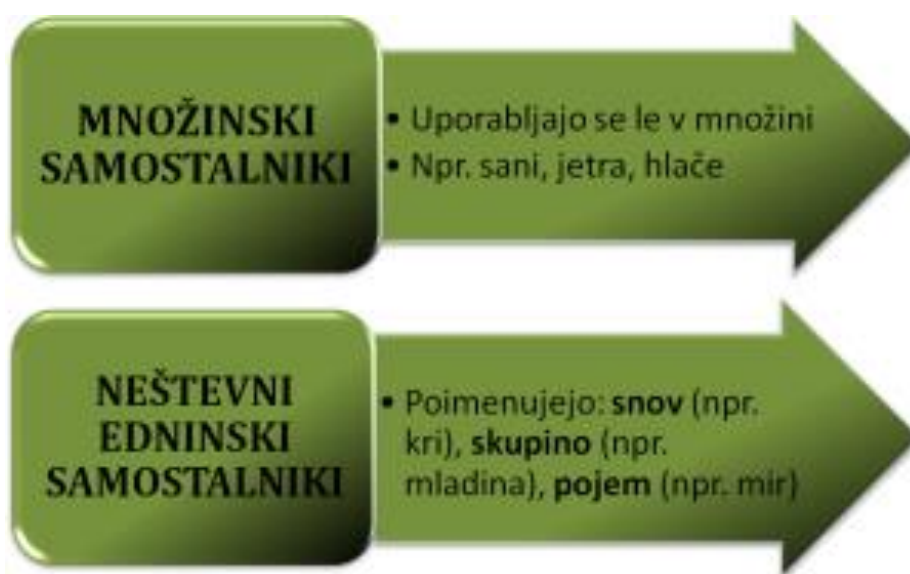 MNOŽINSKI
SAMOSTALNIKI
• Uporabljajo se le v množini
• Npr. sani, jetra, hlače
NEŠTEVNI
EDNINSKI
SAMOSTALNIKI
• Poimenujejo: snov (npr.
kri), skupino (npr.
mladina), pojem (npr. mir)